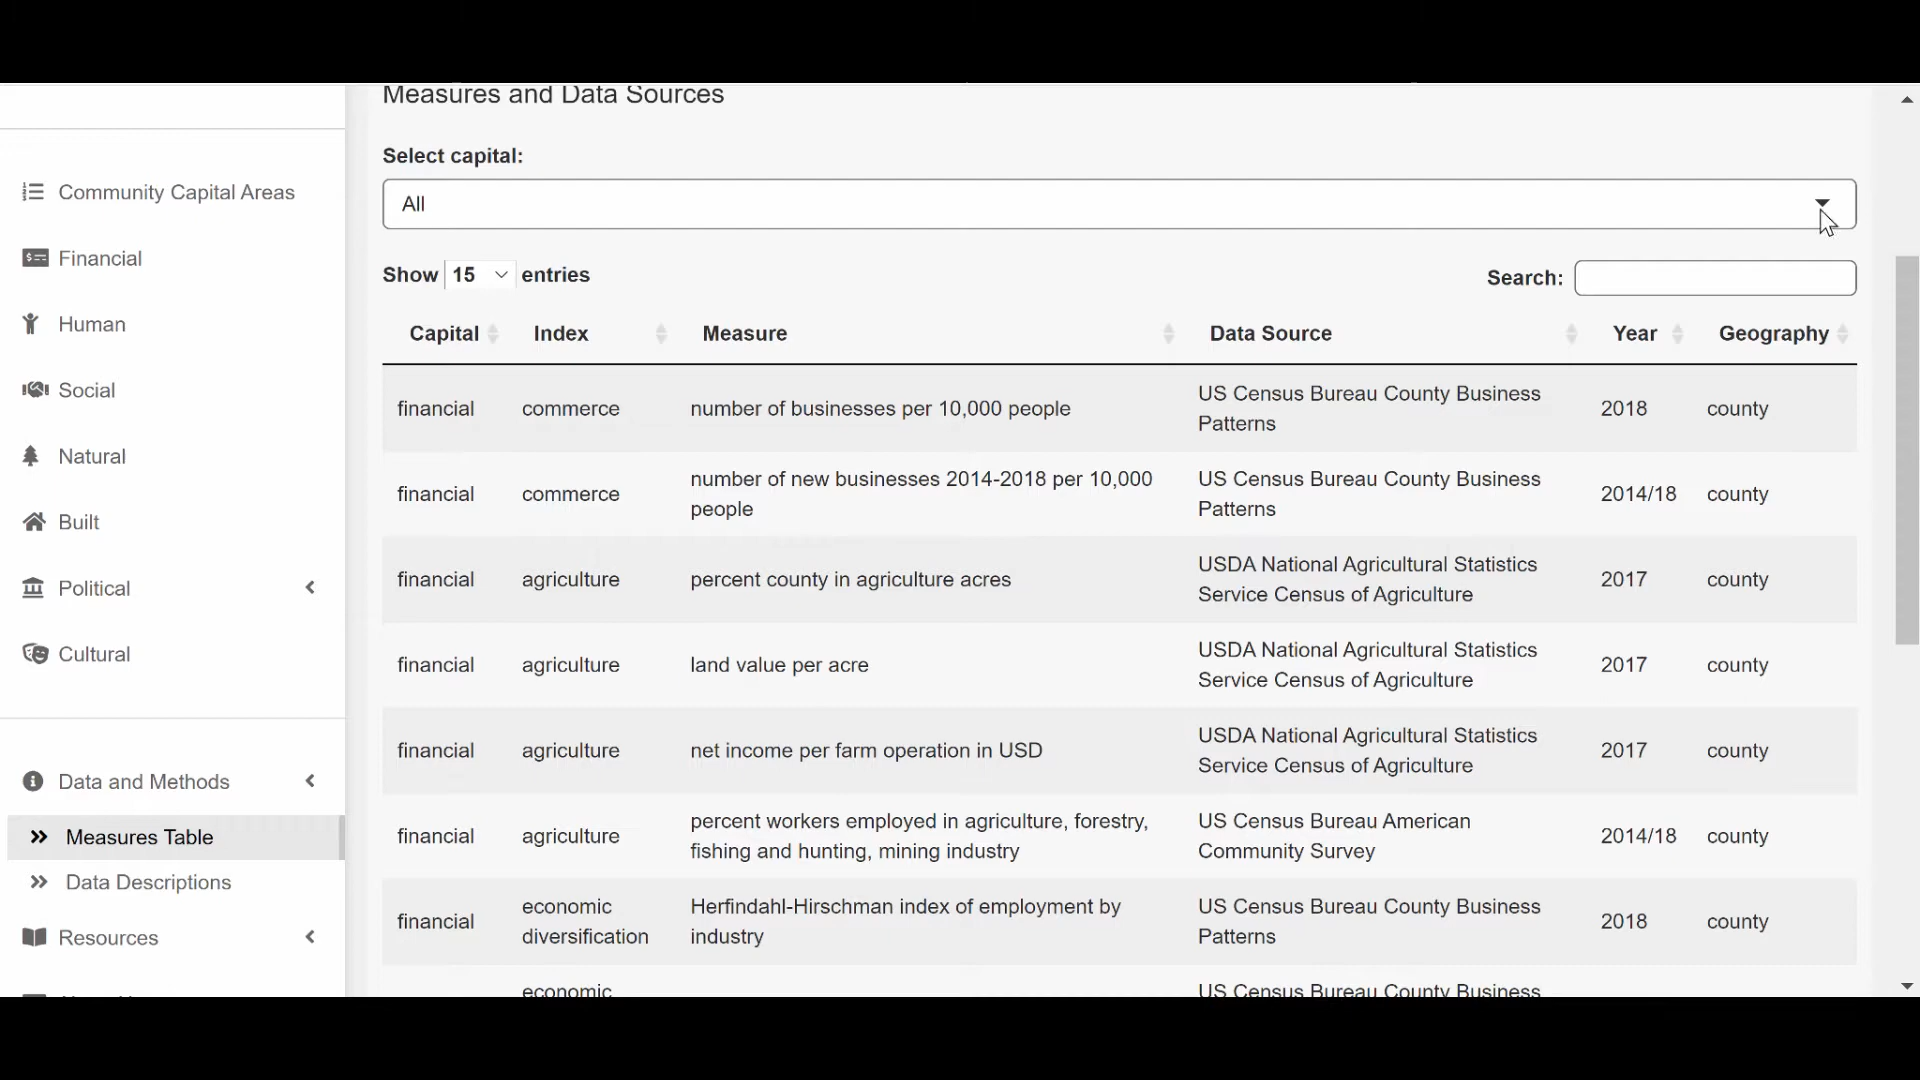 Measures and Data Sources
Select capital:
All
Show 15 entries
Search:
Capital Index Measure Data Source Year Geography
financial commerce number of businesses per 10,000 people US Census Bureau County Business
Patterns 2018 county
financial commerce number of new businesses 2014-2018 per 10,000
people US Census Bureau County Business
Patterns 2014/18 county
financial agriculture percent county in agriculture acres USDA National Agricultural Statistics
Service Census of Agriculture 2017 county
financial agriculture land value per acre USDA National Agricultural Statistics
Service Census of Agriculture 2017 county
financial agriculture net income per farm operation in USD USDA National Agricultural Statistics
Service Census of Agriculture 2017 county
financial agriculture percent workers employed in agriculture, forestry,
fishing and hunting, mining industry US Census Bureau American
Community Survey 2014/18 county
financial economic
diversification Herfindahl-Hirschman index of employment by
industry US Census Bureau County Business
Patterns 2018 county
economic US Census Bureau County Business
Community Capital Areas
Financial
Human
Social
Natural
Built
Political
Cultural
Data and Methods
Measures Table
Data Descriptions
Resources